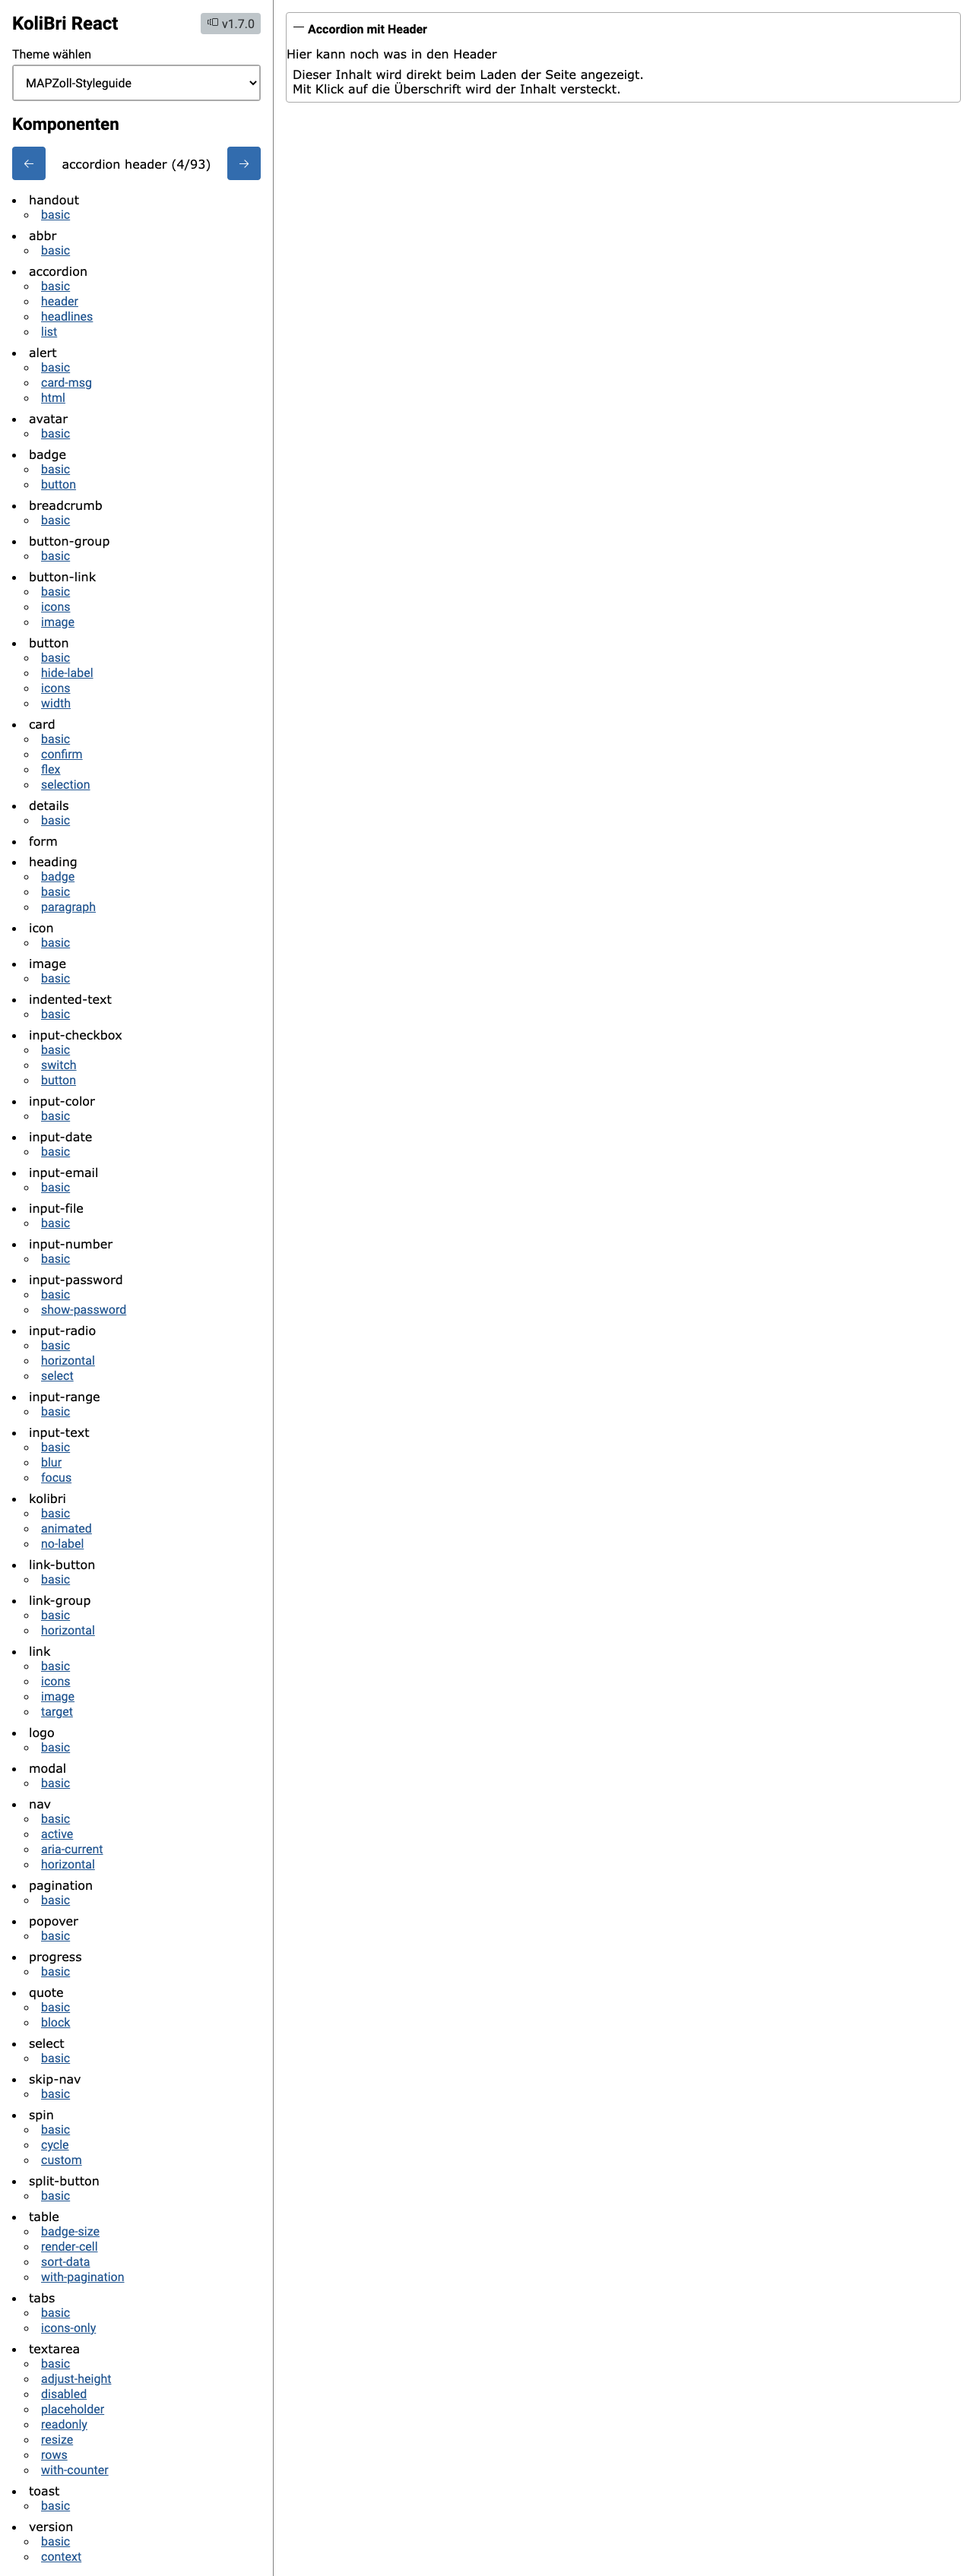 KoliBri React
v1.7.0
Theme wählen
MAPZoll-Styleguide
Komponenten
← accordion header (4/93) →
handout
basic
abbr
basic
accordion
basic
header
headlines
list
alert
basic
card-msg
html
avatar
basic
badge
basic
button
breadcrumb
basic
button-group
basic
button-link
basic
icons
image
button
basic
hide-label
icons
width
card
basic
confirm
flex
selection
details
basic
form
heading
badge
basic
paragraph
icon
basic
image
basic
indented-text
basic
input-checkbox
basic
switch
button
input-color
basic
input-date
basic
input-email
basic
input-file
basic
input-number
basic
input-password
basic
show-password
input-radio
basic
horizontal
select
input-range
basic
input-text
basic
blur
focus
kolibri
basic
animated
no-label
link-button
basic
link-group
basic
horizontal
link
basic
icons
image
target
logo
basic
modal
basic
nav
basic
active
aria-current
horizontal
pagination
basic
popover
basic
progress
basic
quote
basic
block
select
basic
skip-nav
basic
spin
basic
cycle
custom
split-button
basic
table
badge-size
render-cell
sort-data
with-pagination
tabs
basic
icons-only
textarea
basic
adjust-height
disabled
placeholder
readonly
resize
rows
with-counter
toast
basic
version
basic
context
Accordion mit Header
Hier kann noch was in den Header
Dieser Inhalt wird direkt beim Laden der Seite angezeigt.
Mit Klick auf die Überschrift wird der Inhalt versteckt.